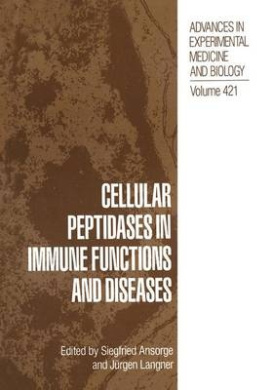 ADVANCES IN
EXPERIMENTAL
MEDICINE
AND BIOLOGY
Volume 421
CELLULAR
PEPTIDASES IN
IMMUNE FUNCTIONS
AND DISEASES
Edited by Siegfried Ansorge
and Jürgen Langner